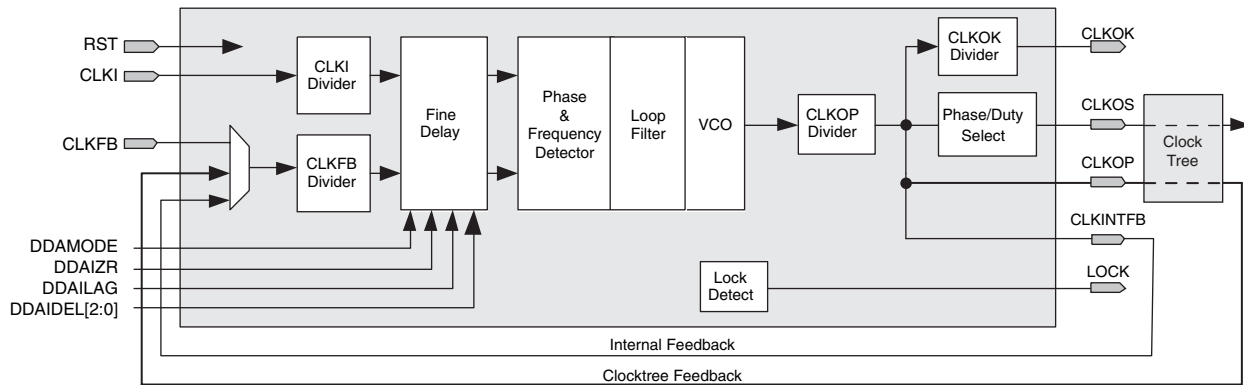 RST
CLKI
CLKFB
DDAMODE
DDAIZR
DDAILAG
DDAIDEL[2:0]
CLKI
Divider
CLKFB
Divider
Fine
Delay
Phase
&
Frequency
Detector
Loop
Filter
VCO
CLKOP
Divider
CLKOK
Divider
Phase/Duty
Select
Lock
Detect
CLKOK
CLKOS
CLKOP
CLKINTFB
LOCK
Clock
Tree
Internal Feedback
Clocktree Feedback